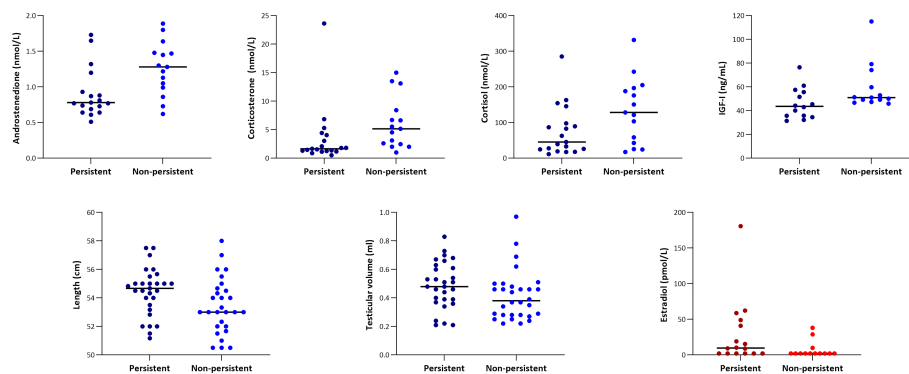 Androstenedione (nmol/L)
2.0
1.5
1.0
0.5
0.0
Persistent Non-persistent
Corticosterone (nmol/L)
25
20
15
10
5
0
Persistent Non-persistent
Cortisol (nmol/L)
400
300
200
100
0
Persistent Non-persistent
IGF-I (ng/mL)
120
100
80
60
40
20
0
Persistent Non-persistent
Length (cm)
60
58
56
54
52
50
Persistent Non-persistent
Testicular volume (ml)
1.0
0.8
0.6
0.4
0.2
0.0
Persistent Non-persistent
Estradiol (pmol/L)
200
150
100
50
0
Persistent Non-persistent